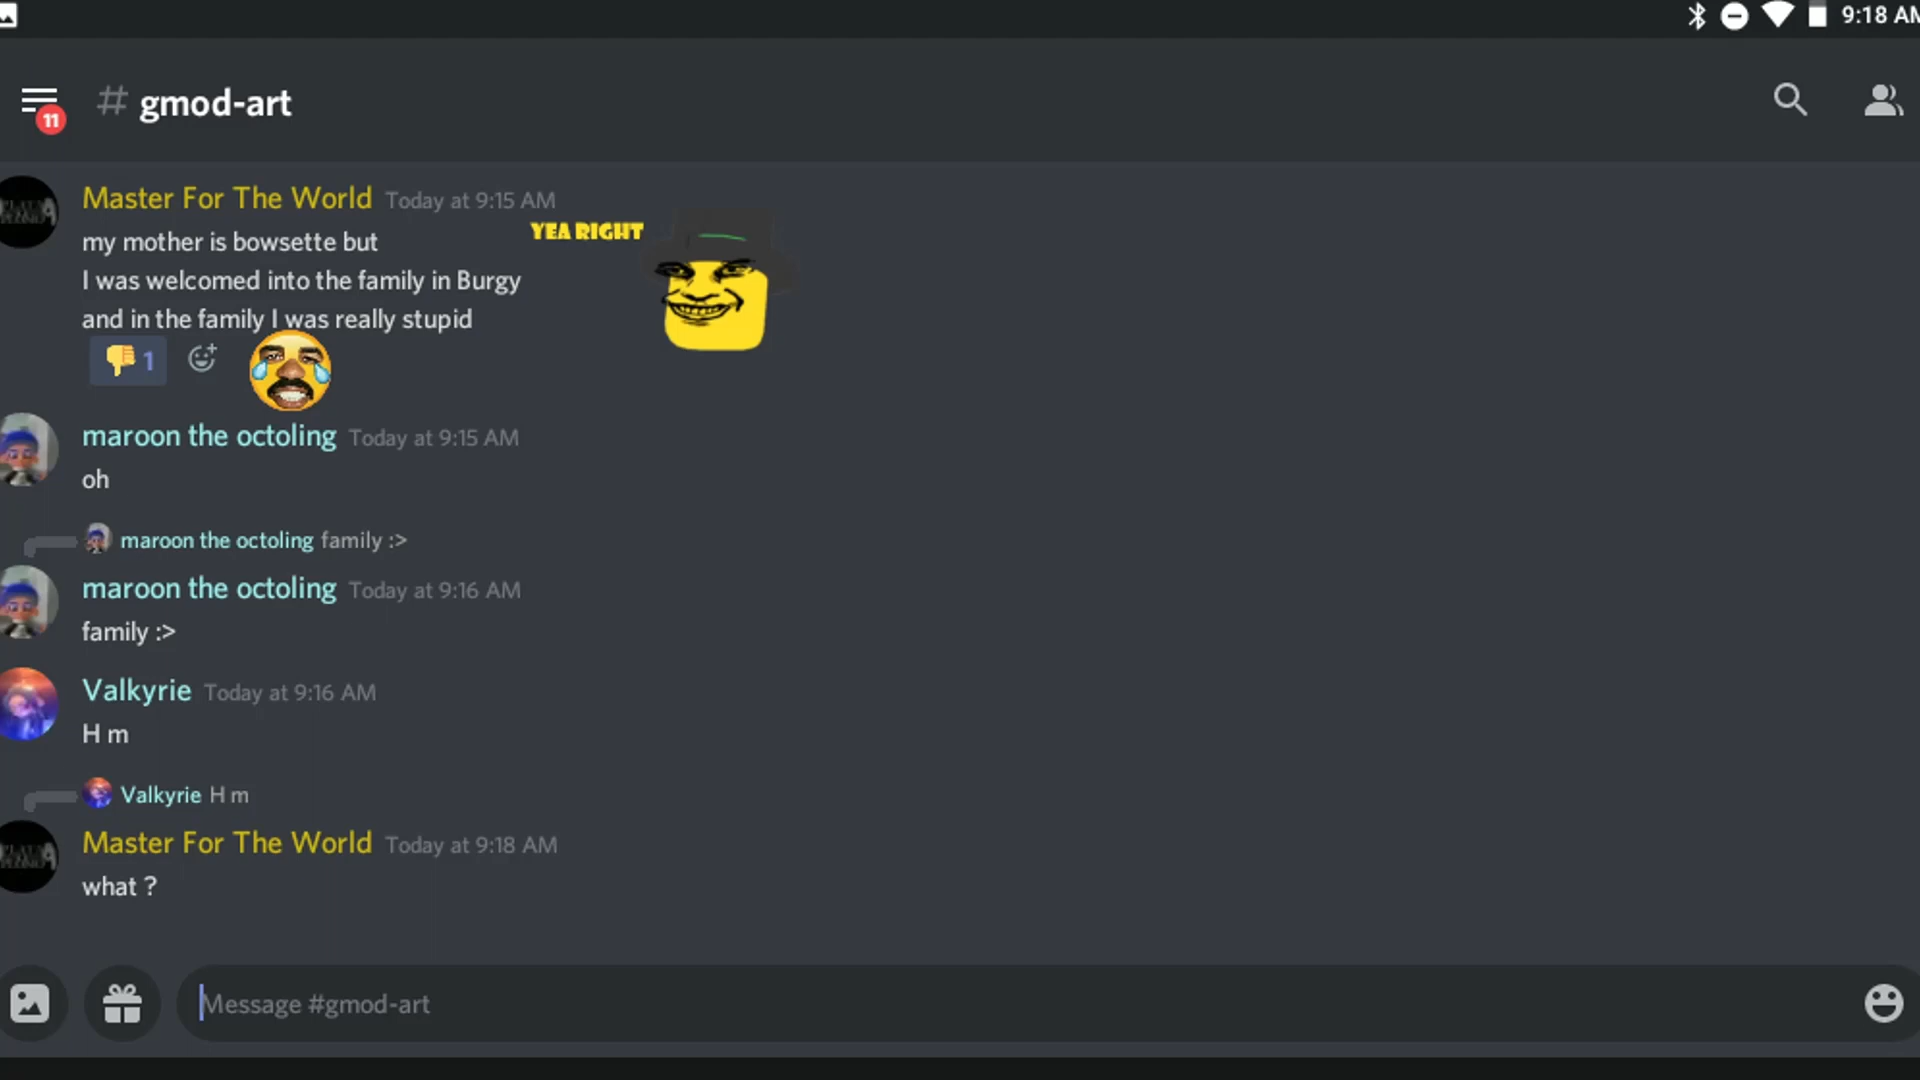 9:18 AM
11
# gmod-art
Master For The World Today at 9:15 AM
my mother is bowsette but
YEA RIGHT
I was welcomed into the family in Burgy
and in the family I was really stupid
1
maroon the octoling Today at 9:15 AM
oh
maroon the octoling family :>
maroon the octoling Today at 9:16 AM
family :>
Valkyrie Today at 9:16 AM
H m
Valkyrie H m
Master For The World Today at 9:18 AM
what ?
Message #gmod-art